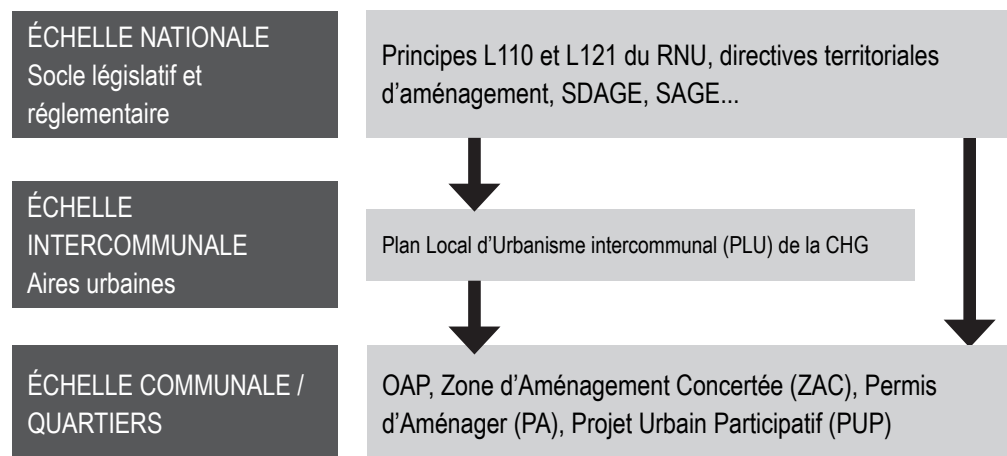 ÉCHELLE NATIONALE
Socle législatif et
réglementaire
Principes L110 et L121 du RNU, directives territoriales
d'aménagement, SDAGE, SAGE...
ÉCHELLE
INTERCOMMUNALE
Aires urbaines
Plan Local d'Urbanisme intercommunal (PLU) de la CHG
ÉCHELLE COMMUNALE /
QUARTIERS
OAP, Zone d'Aménagement Concertée (ZAC), Permis
d'Aménager (PA), Projet Urbain Participatif (PUP)